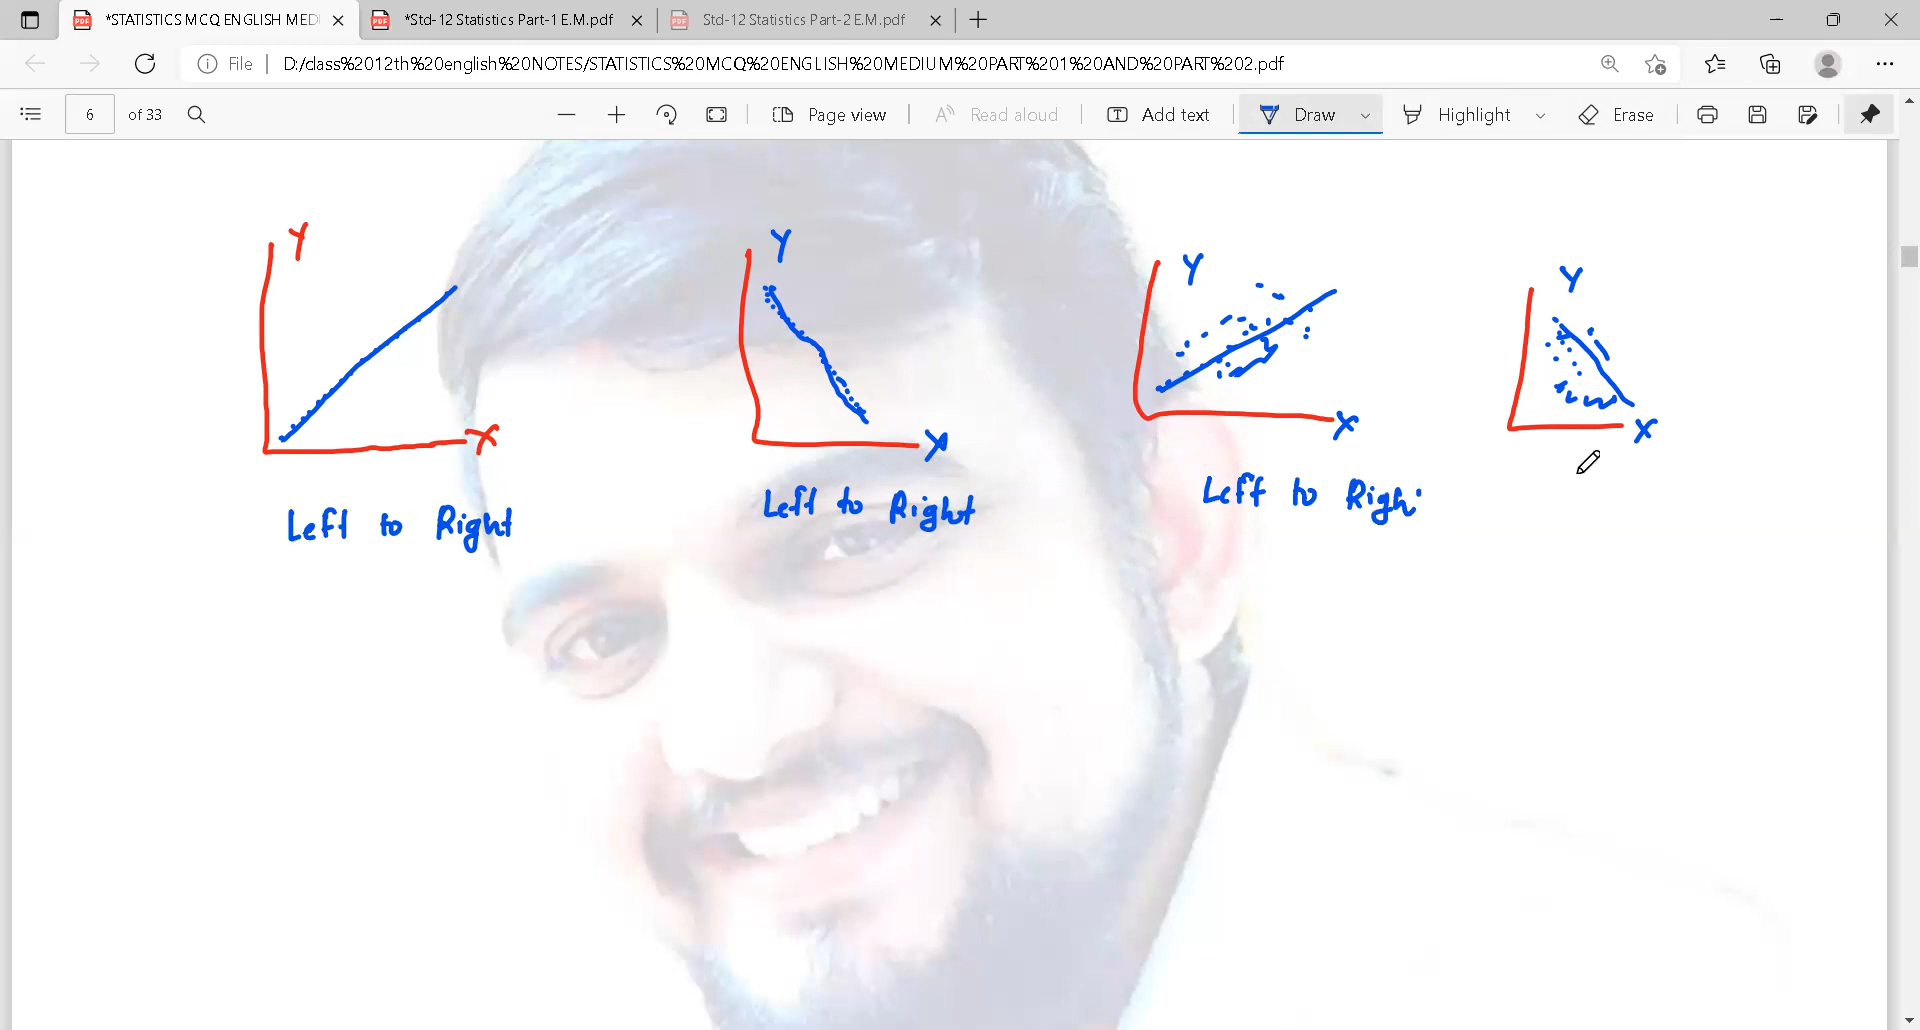 *STATISTICS MCQ ENGLISH MEDI
*Std-12 Statistics Part-1 E.M.pdf
Std-12 Statistics Part-2 E.M.pdf
File
D:/class%2012th%20english%20NOTES/STATISTICS%20MCQ%20ENGLISH%20MEDIUM%20PART%201%20AND%20PART%202.pdf
6 of 33
Page view
Read aloud
Add text
Draw
Highlight
Erase
Y
X
Left to Right
Y
X
Left to Right
Y
X
Left to Righ
Y
X